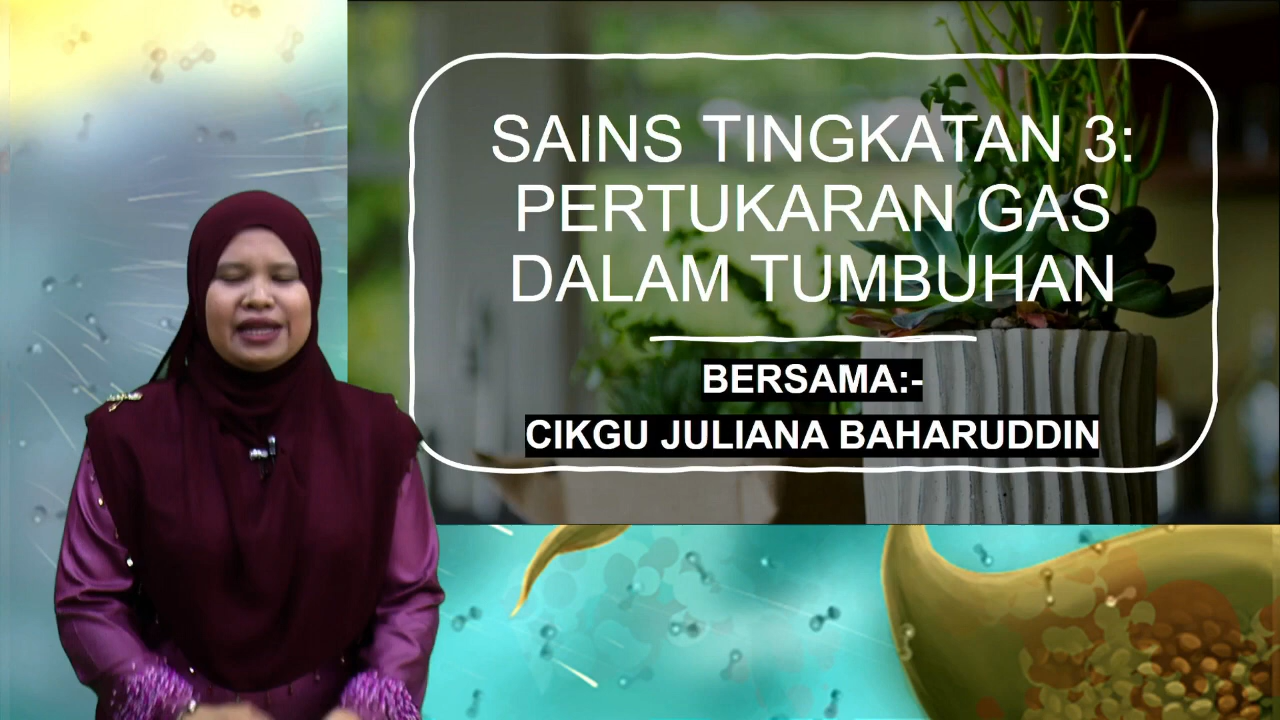 SAINS TINGKATAN 3:
PERTUKARAN GAS
DALAM TUMBUHAN
BERSAMA:-
CIKGU JULIANA BAHARUDDIN